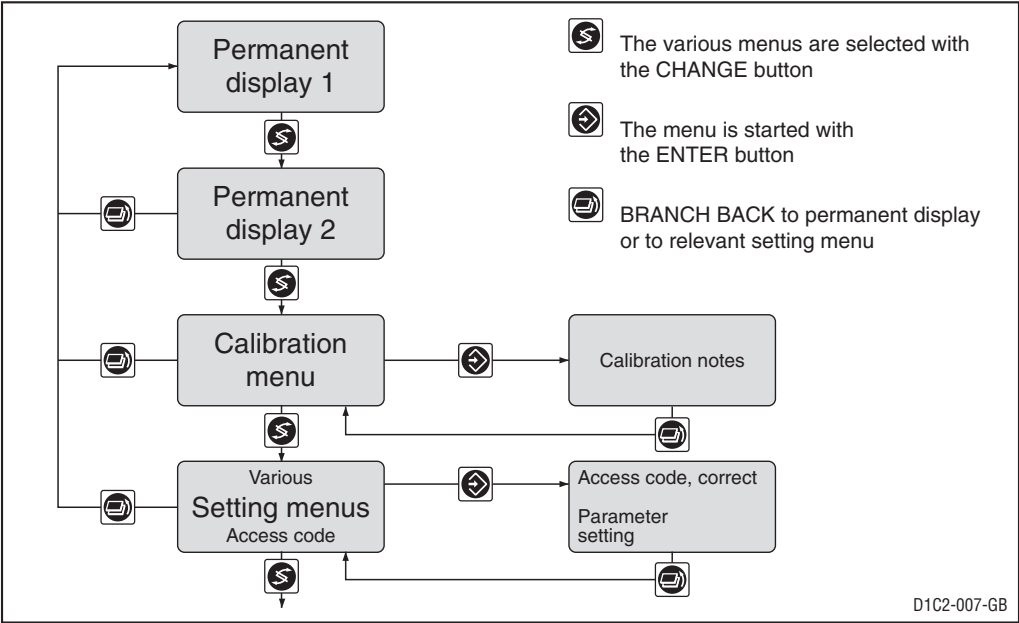 Permanent
display 1
The various menus are selected with
the CHANGE button
The menu is started with
the ENTER button
Permanent
display 2
BRANCH BACK to permanent display
or to relevant setting menu
Calibration
menu
Calibration notes
Various
Setting menus
Access code
Access code, correct
Parameter
setting
D1C2-007-GB